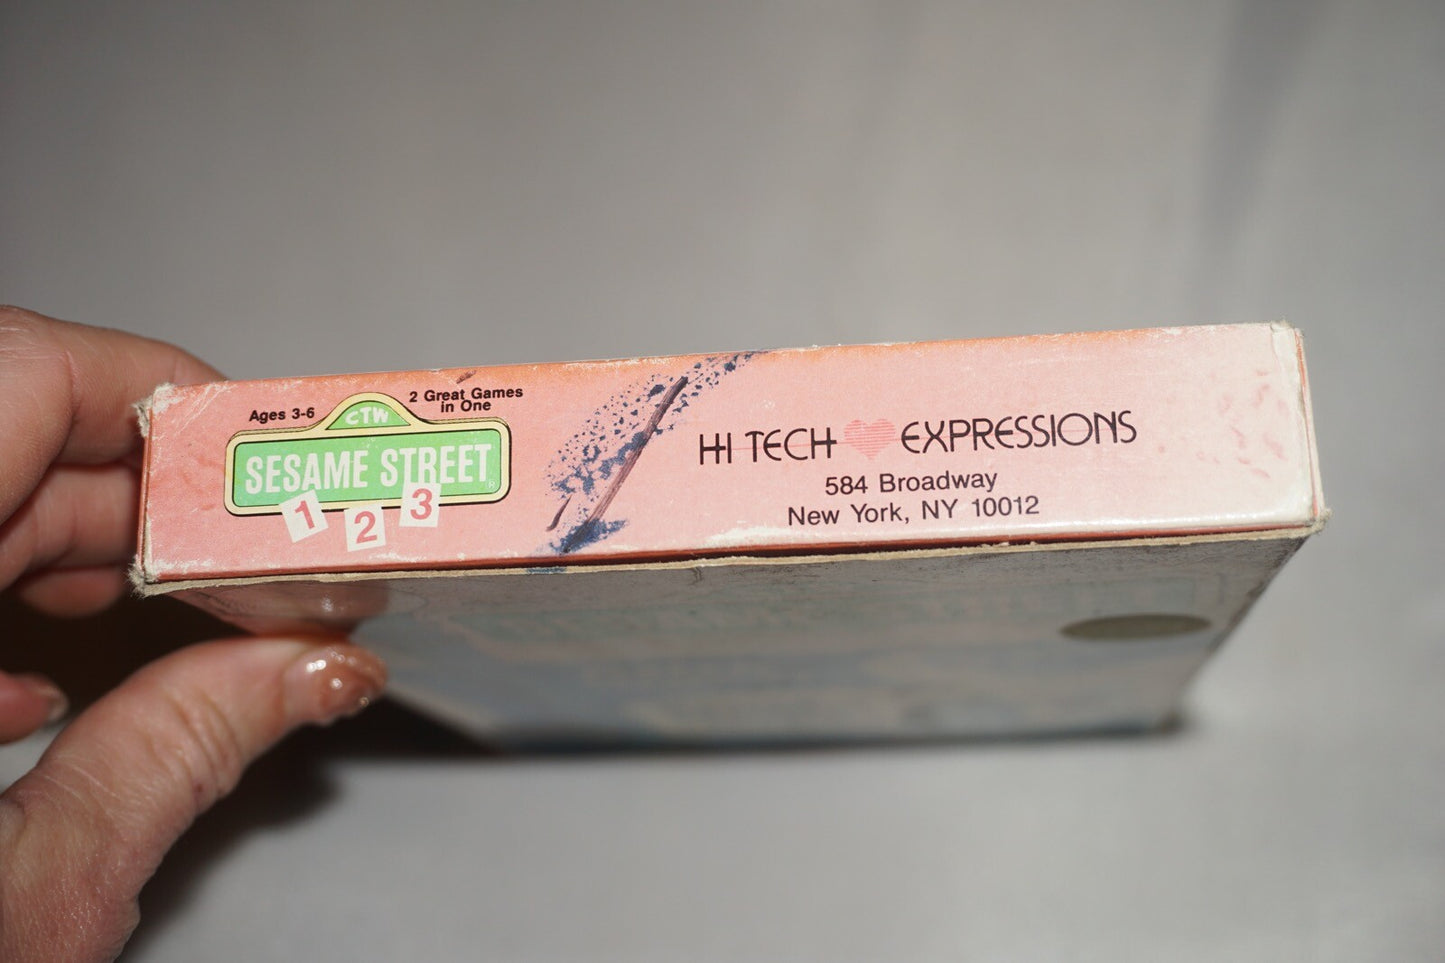 Ages 3-6
2 Great Games
in One
CTW
SESAME STREET®
1 2 3
HI TECH EXPRESSIONS
584 Broadway
New York, NY 10012